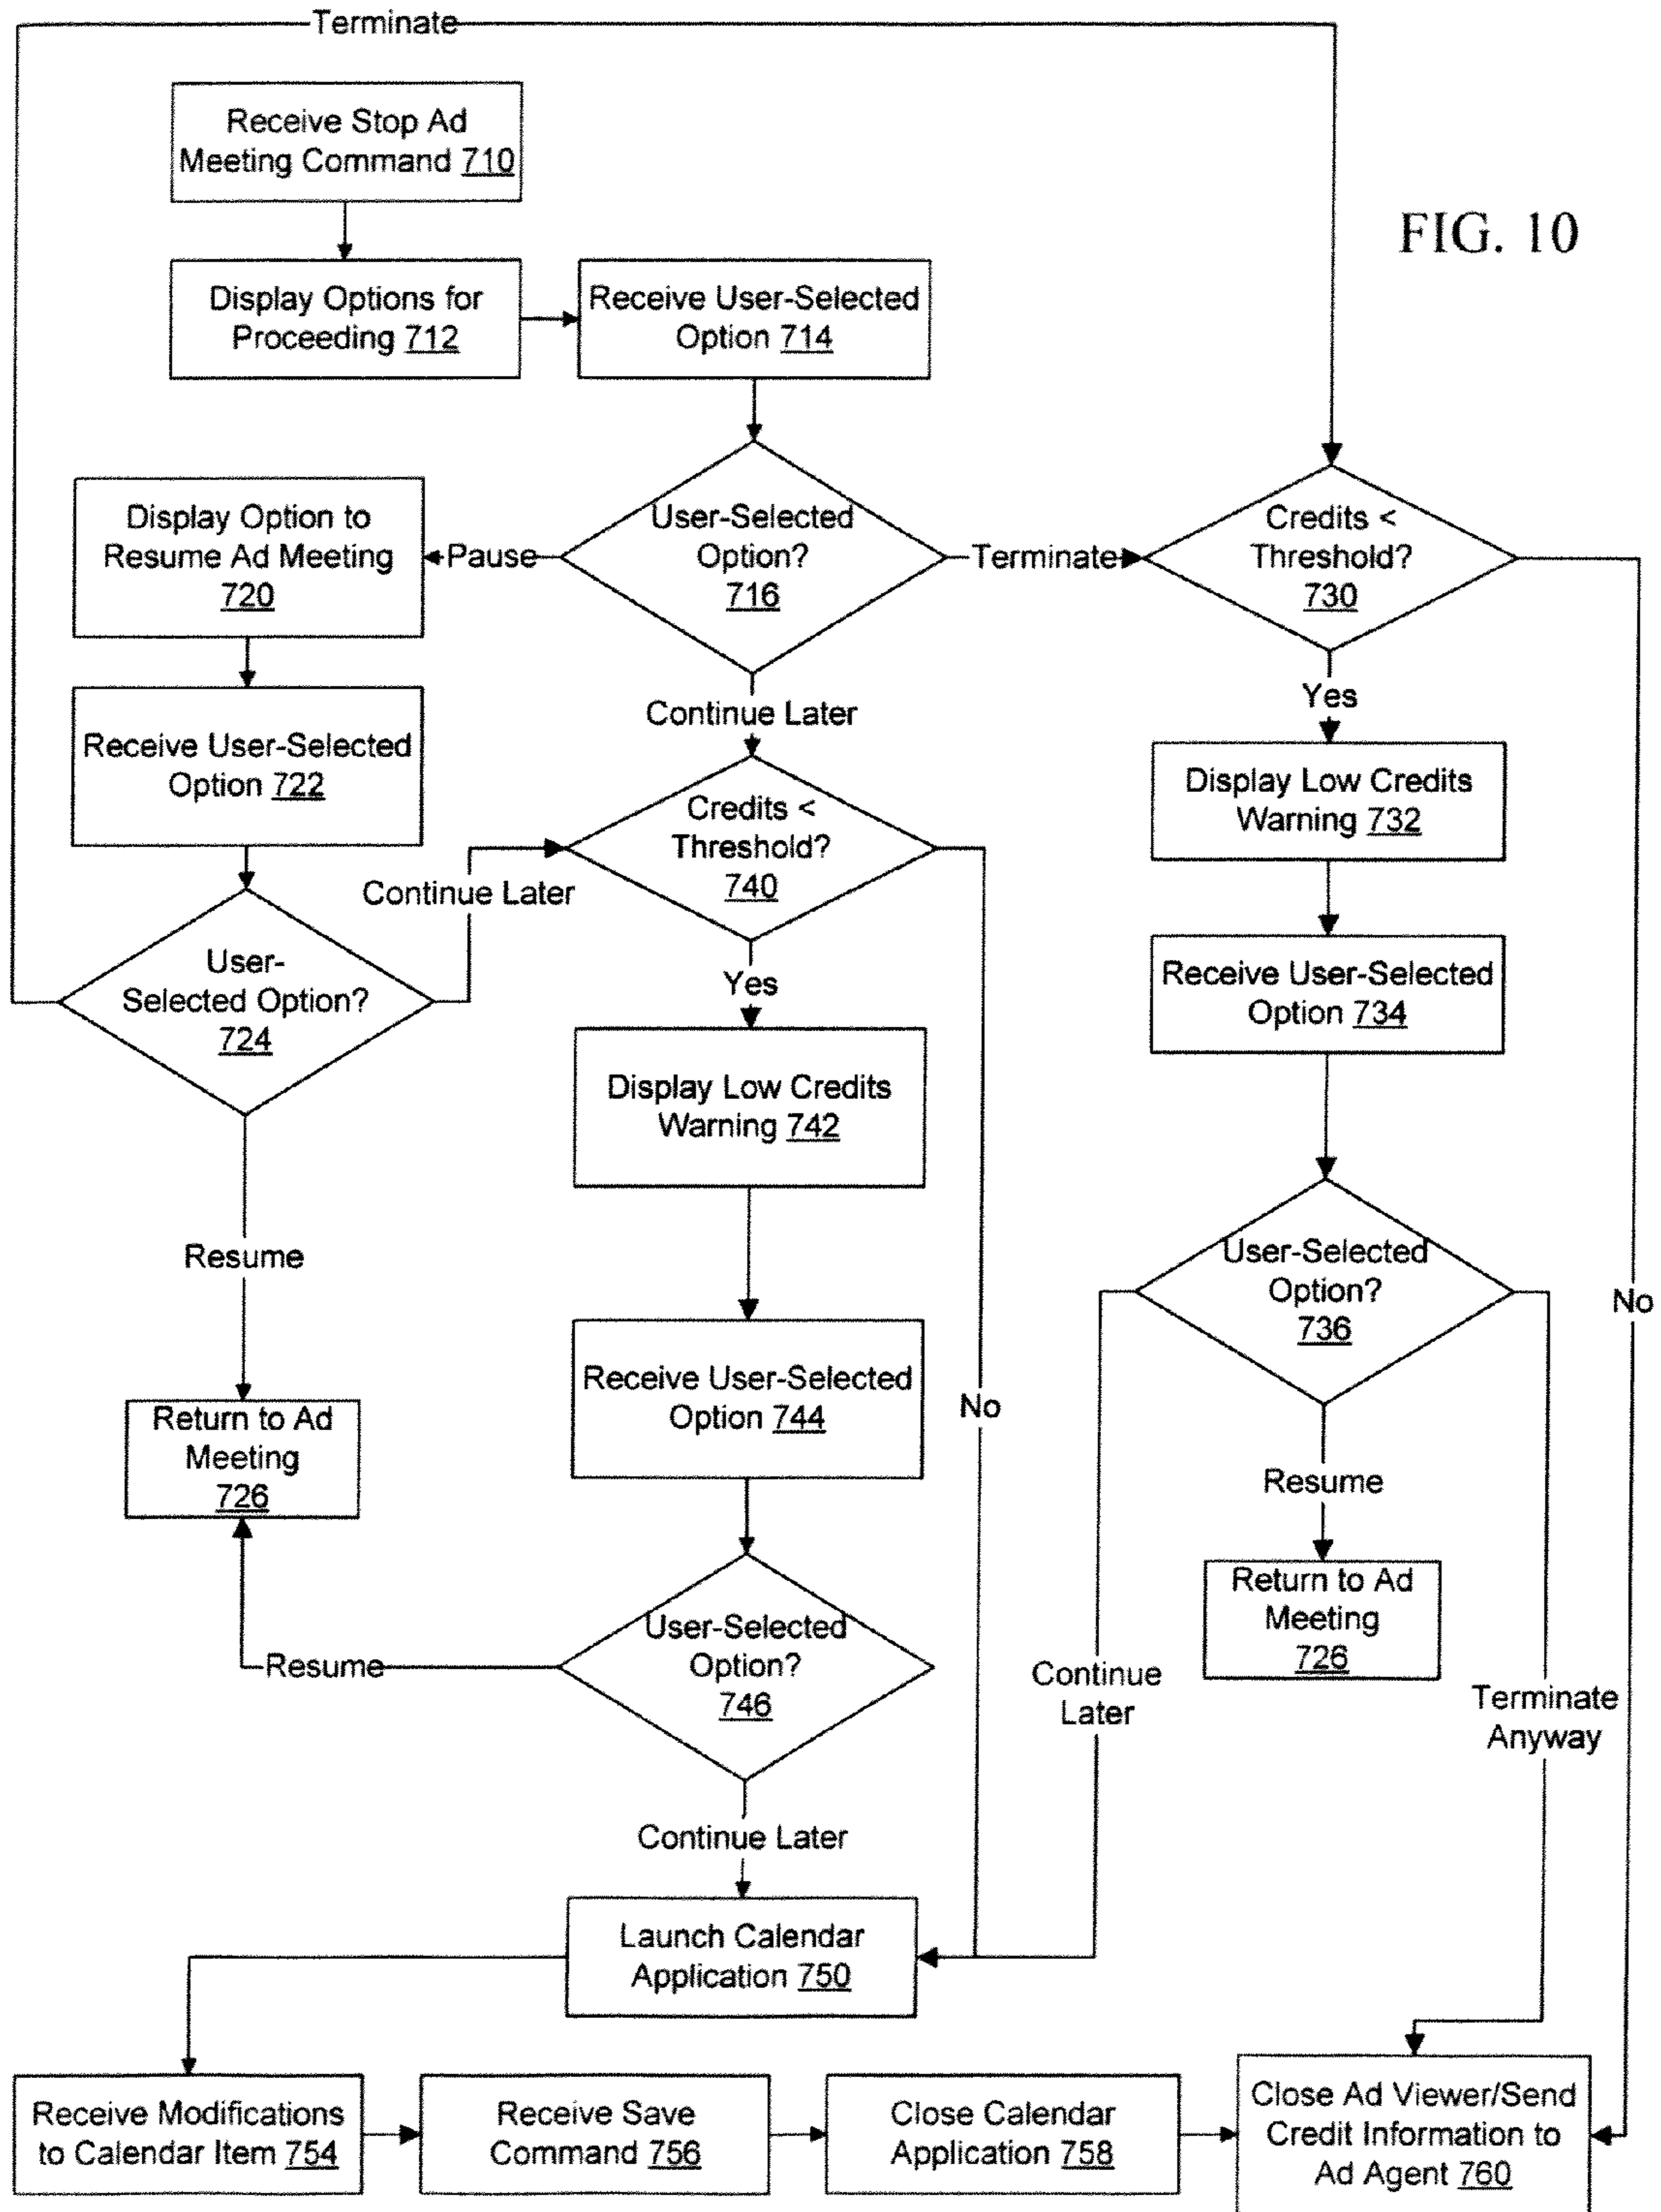 Terminate
Receive Stop Ad
Meeting Command 710
FIG. 10
Display Options for
Proceeding 712
Receive User-Selected
Option 714
Display Option to
Resume Ad Meeting
720
Pause
User-Selected
Option?
716
Terminate
Credits <
Threshold?
730
Continue Later
Yes
Receive User-Selected
Option 722
Credits <
Threshold?
740
Display Low Credits
Warning 732
Continue Later
User-
Selected Option?
724
Yes
Receive User-Selected
Option 734
Display Low Credits
Warning 742
Resume
User-Selected
Option?
736
No
Receive User-Selected
Option 744
No
Return to Ad
Meeting
726
Resume
Return to Ad
Meeting
726
Resume
User-Selected
Option?
746
Continue
Later
Terminate
Anyway
Continue Later
Launch Calendar
Application 750
Receive Modifications
to Calendar Item 754
Receive Save
Command 756
Close Calendar
Application 758
Close Ad Viewer/Send
Credit Information to
Ad Agent 760